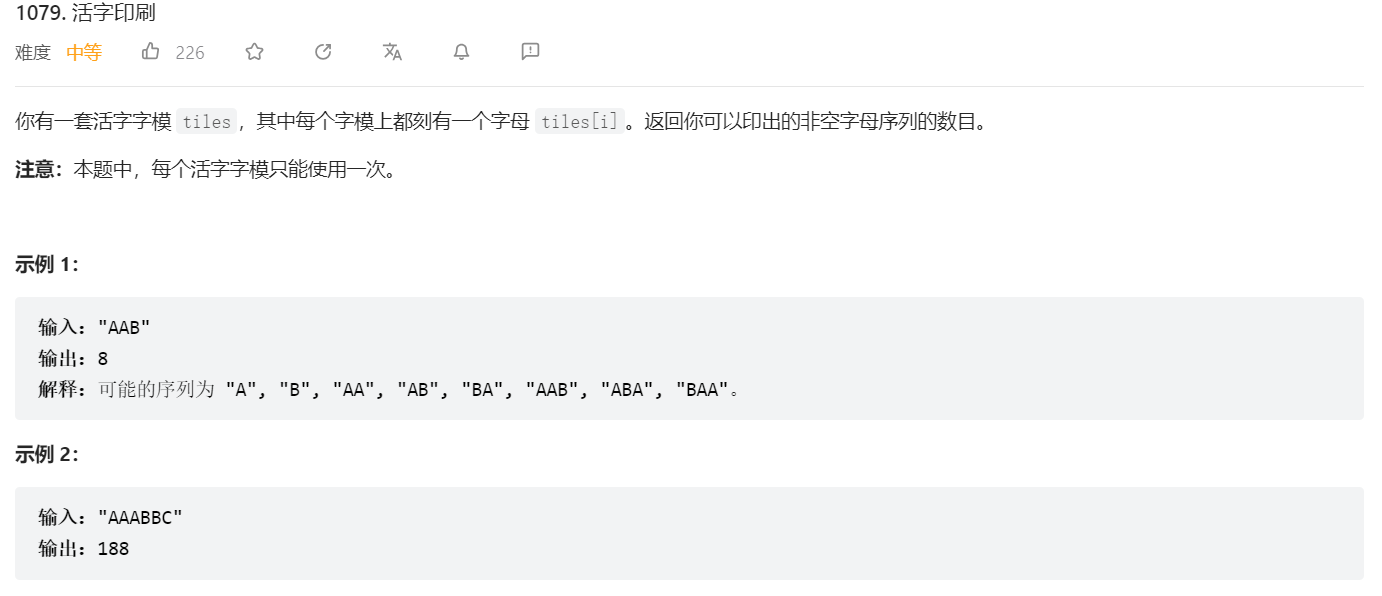 1079. 活字印刷
难度 中等 226
你有一套活字字模 tiles，其中每个字模上都刻有一个字母 tiles[i]。返回你可以印出的非空字母序列的数目。
注意：本题中，每个活字字模只能使用一次。
示例 1：
输入："AAB"
输出：8
解释：可能的序列为 "A", "B", "AA", "AB", "BA", "AAB", "ABA", "BAA"。
示例 2：
输入："AAABBC"
输出：188